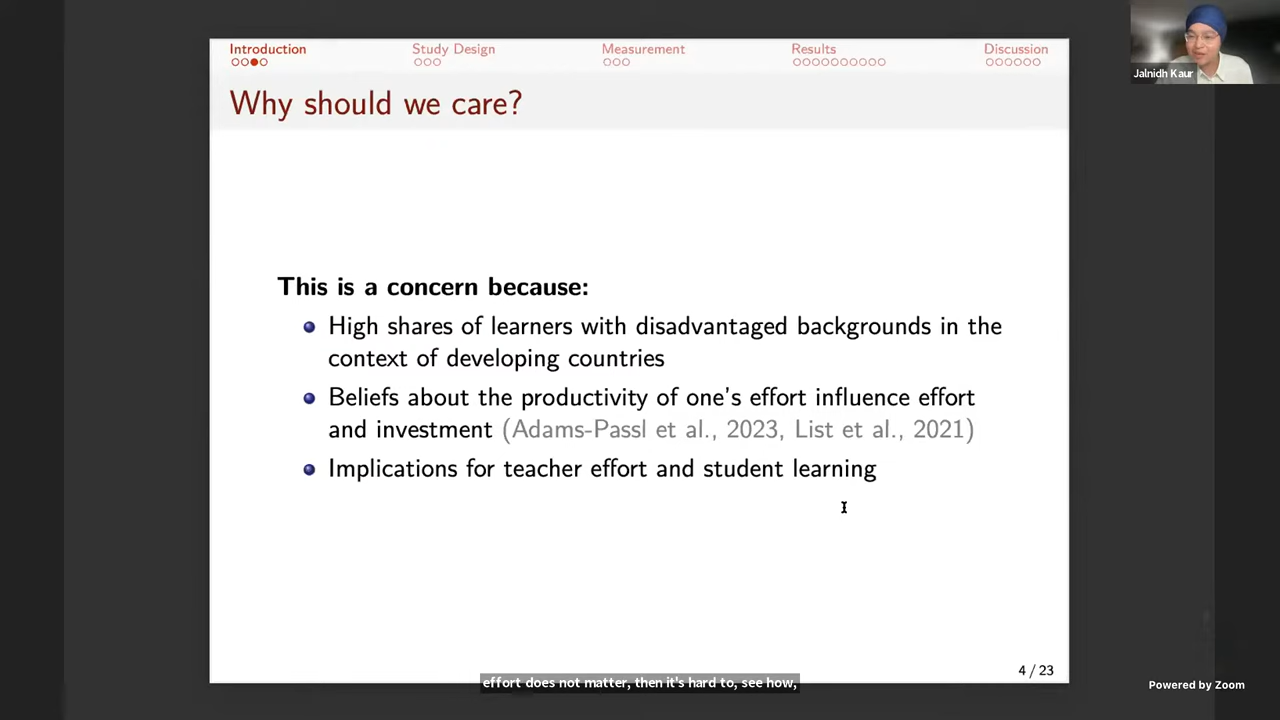 Introduction Study Design Measurement Results Discussion
Why should we care?
Jalnidh Kaur
This is a concern because:
High shares of learners with disadvantaged backgrounds in the
context of developing countries
Beliefs about the productivity of one's effort influence effort
and investment (Adams-Passl et al., 2023, List et al., 2021)
Implications for teacher effort and student learning
4 / 23
effort does not matter, then it's hard to, see how,
Powered by Zoom